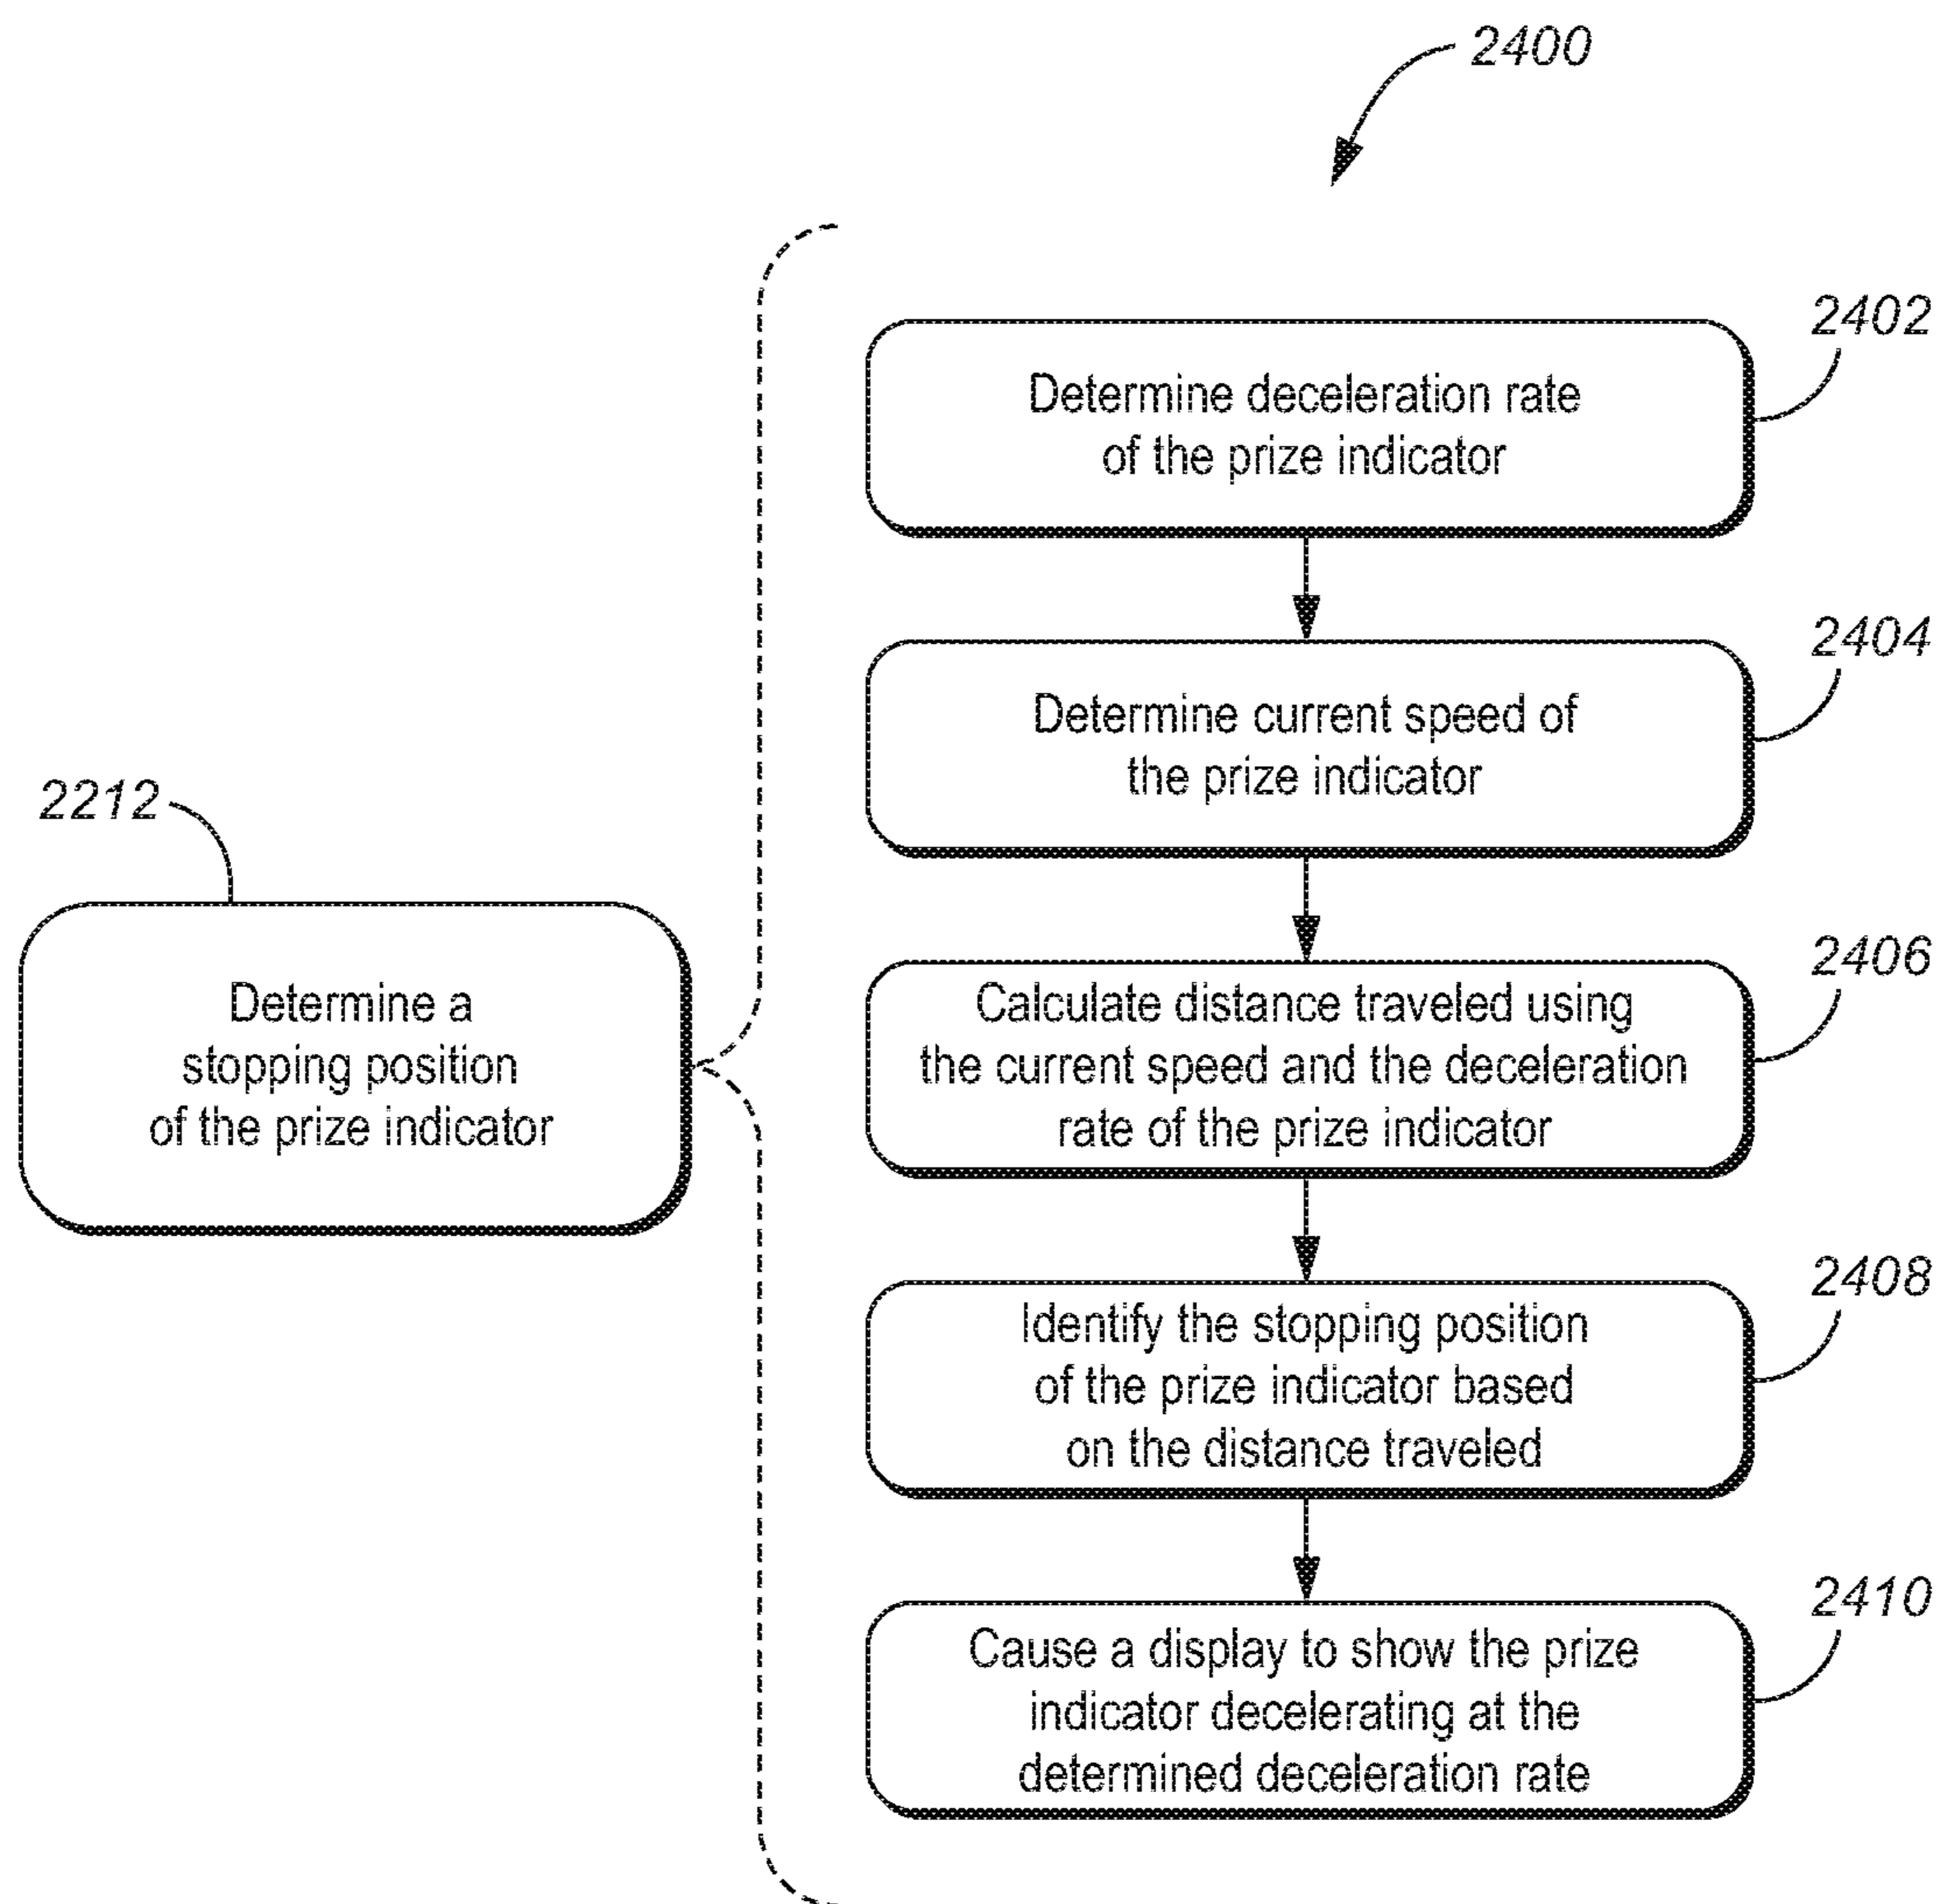 2400
2402
Determine deceleration rate
of the prize indicator
2404
Determine current speed of
the prize indicator
2212
Determine a
stopping position
of the prize indicator
2406
Calculate distance traveled using
the current speed and the deceleration
rate of the prize indicator
2408
Identify the stopping position
of the prize indicator based
on the distance traveled
2410
Cause a display to show the prize
indicator decelerating at the
determined deceleration rate